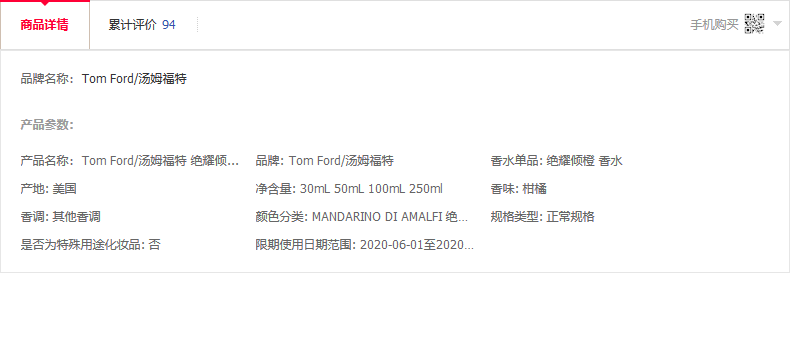 商品详情 累计评价 94 手机购买
品牌名称：Tom Ford/汤姆福特
产品参数：
产品名称：Tom Ford/汤姆福特 绝耀倾... 品牌: Tom Ford/汤姆福特 香水单品: 绝耀倾橙 香水
产地: 美国 净含量: 30mL 50mL 100mL 250ml 香味: 柑橘
香调: 其他香调 颜色分类: MANDARINO DI AMALFI 绝... 规格类型: 正常规格
是否为特殊用途化妆品: 否 限期使用日期范围: 2020-06-01至2020...